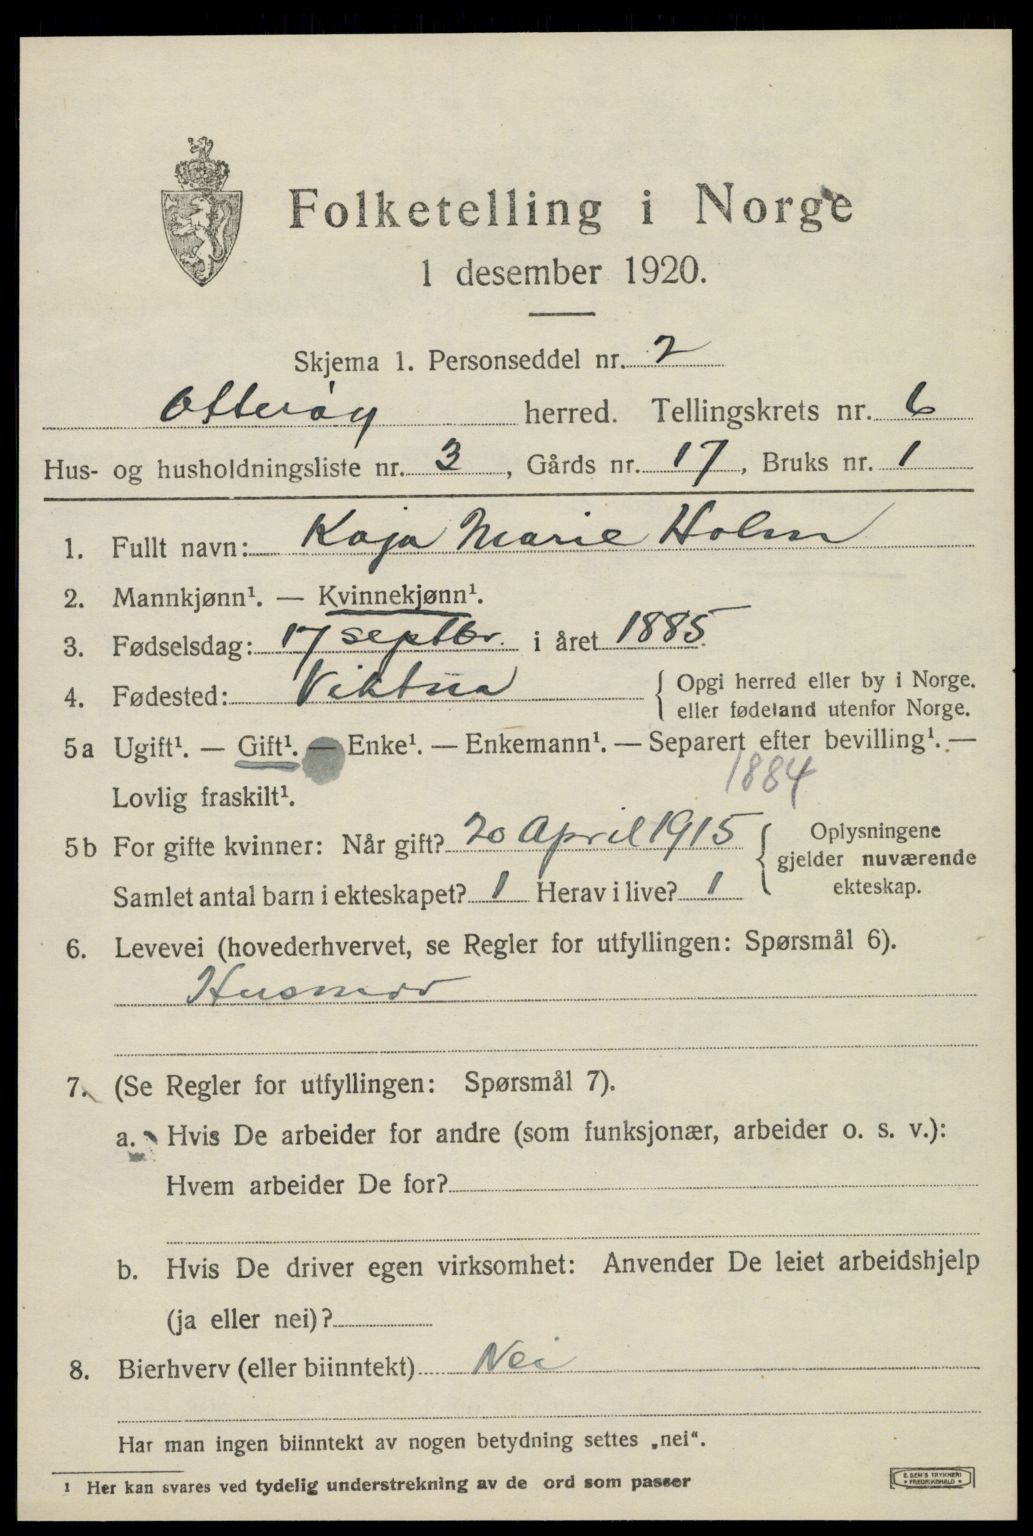 Folketelling i Norge
1 desember 1920.
Skjema 1. Personseddel nr. 2
Otterøy herred. Tellingskrets nr. 6
Hus- og husholdningsliste nr. 3, Gårds nr. 17, Bruks nr. 1
1. Fullt navn: Kaja Marie Holm
2. Mannkjønn¹. — Kvinnekjønn¹.
3. Fødselsdag: 17 septbr. i året 1885
4. Fødested: Viktna { Opgi herred eller by i Norge.
eller fødeland utenfor Norge.
5a Ugift¹. — Gift¹. — Enke¹. — Enkemann¹. — Separert efter bevilling¹. —
1884
Lovlig fraskilt¹.
5b For gifte kvinner: Når gift? 20 April 1915 { Oplysningene
gjelder nuværende
Samlet antal barn i ekteskapet? 1 Herav i live? 1 ekteskap.
6. Levevei (hovederhvervet, se Regler for utfyllingen: Spørsmål 6).
Husmor
7. (Se Regler for utfyllingen: Spørsmål 7).
a. Hvis De arbeider for andre (som funksjonær, arbeider o. s. v.):
Hvem arbeider De for?
b. Hvis De driver egen virksomhet: Anvender De leiet arbeidshjelp
(ja eller nei)?
8. Bierhverv (eller biinntekt) Nei
Har man ingen biinntekt av nogen betydning settes „nei“.
1 Her kan svares ved tydelig understrekning av de ord som passer
E. SEM'S TRYKKERI
FREDRIKSHALD